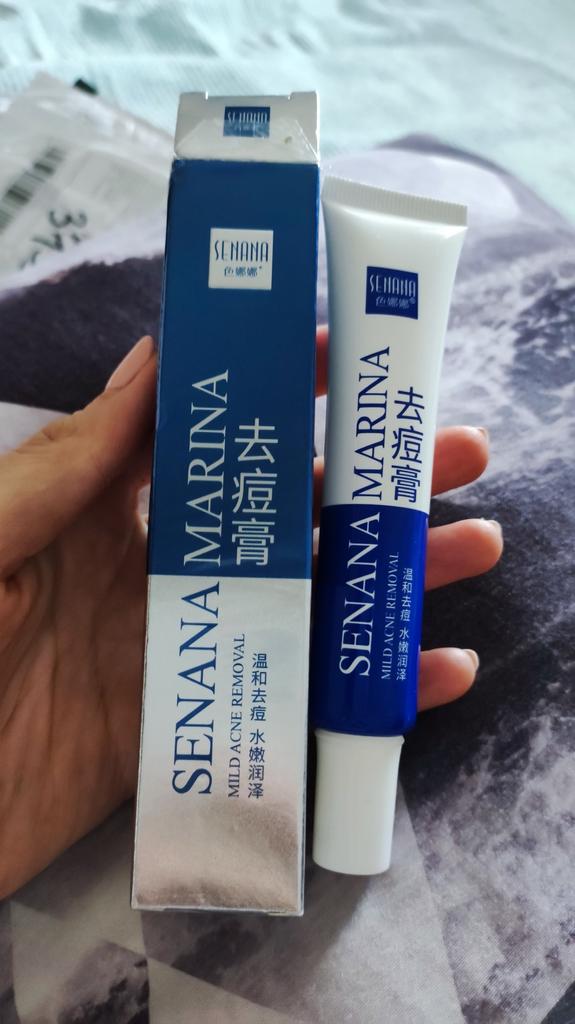 SENANA
SENANA
色娜娜
SENANA MARINA
去痘膏
MILD ACNE REMOVAL
温和去痘 水嫩润泽
SENANA
色娜娜®
SENANA MARINA
去痘膏
MILD ACNE REMOVAL
温和去痘 水嫩润泽